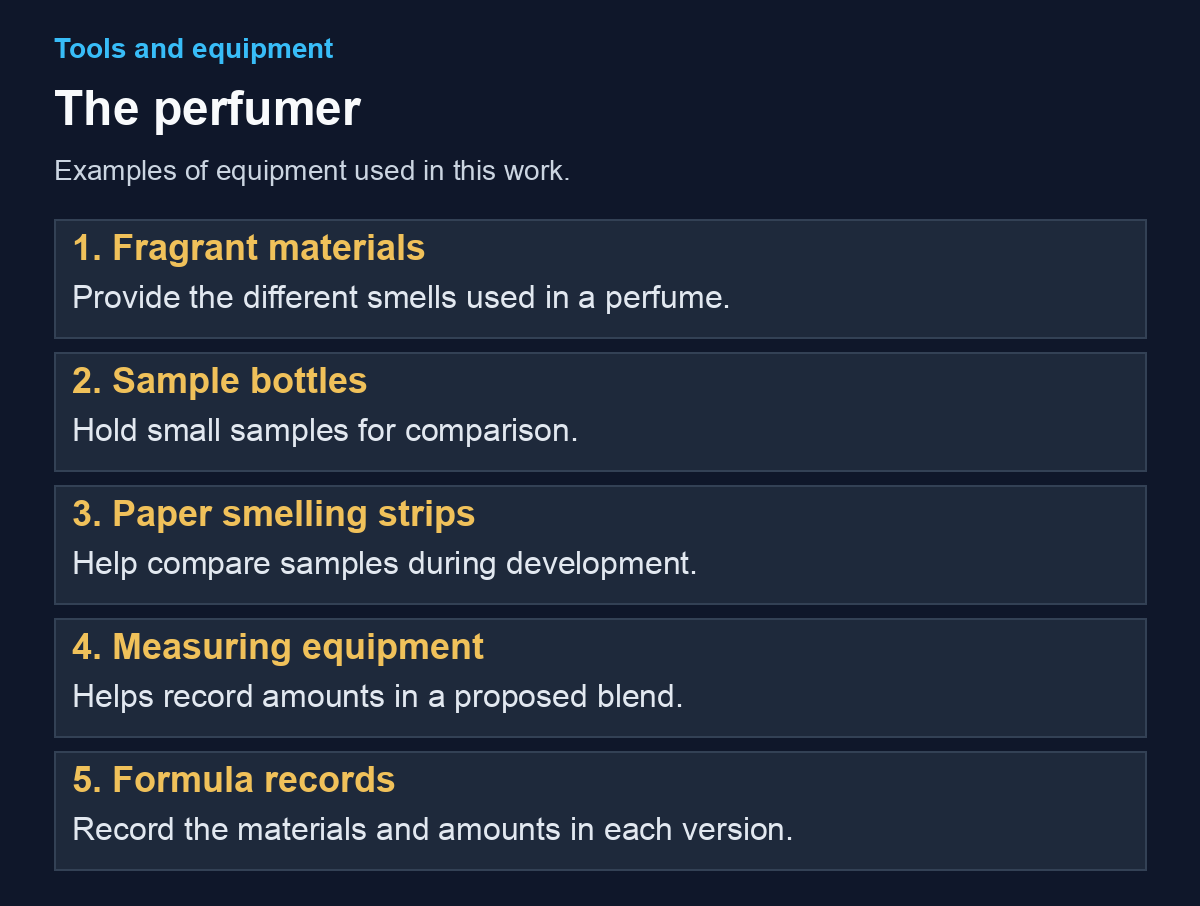 Tools and equipment
The perfumer
Examples of equipment used in this work.
1. Fragrant materials
Provide the different smells used in a perfume.
2. Sample bottles
Hold small samples for comparison.
3. Paper smelling strips
Help compare samples during development.
4. Measuring equipment
Helps record amounts in a proposed blend.
5. Formula records
Record the materials and amounts in each version.